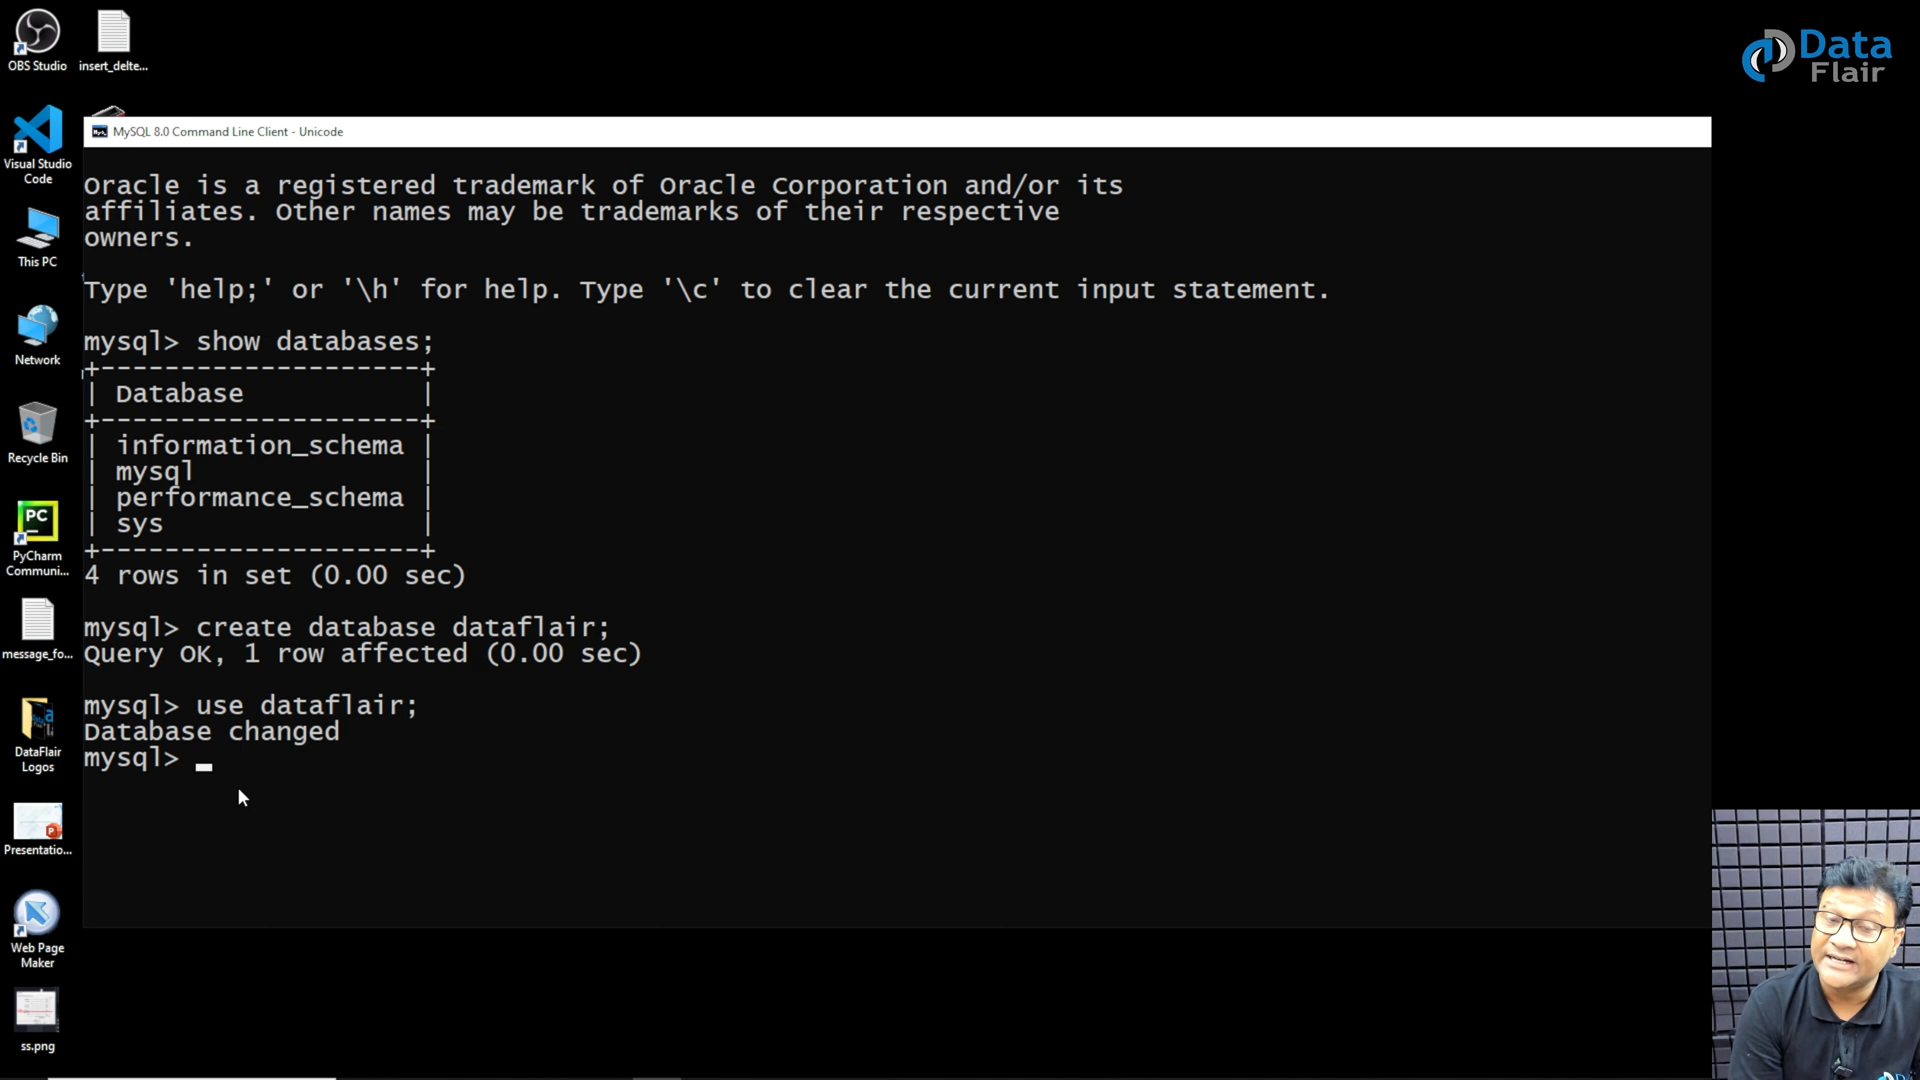 OBS Studio
insert_delte...
Data
Flair
Visual Studio
Code
This PC
Network
Recycle Bin
PyCharm
Communi...
message_fo...
DataFlair
Logos
Presentatio...
Web Page
Maker
ss.png
MySQL 8.0 Command Line Client - Unicode
Oracle is a registered trademark of Oracle Corporation and/or its
affiliates. Other names may be trademarks of their respective
owners.
Type 'help;' or '\h' for help. Type '\c' to clear the current input statement.
mysql> show databases;
+--------------------+
| Database           |
+--------------------+
| information_schema |
| mysql              |
| performance_schema |
| sys                |
+--------------------+
4 rows in set (0.00 sec)
mysql> create database dataflair;
Query OK, 1 row affected (0.00 sec)
mysql> use dataflair;
Database changed
mysql>